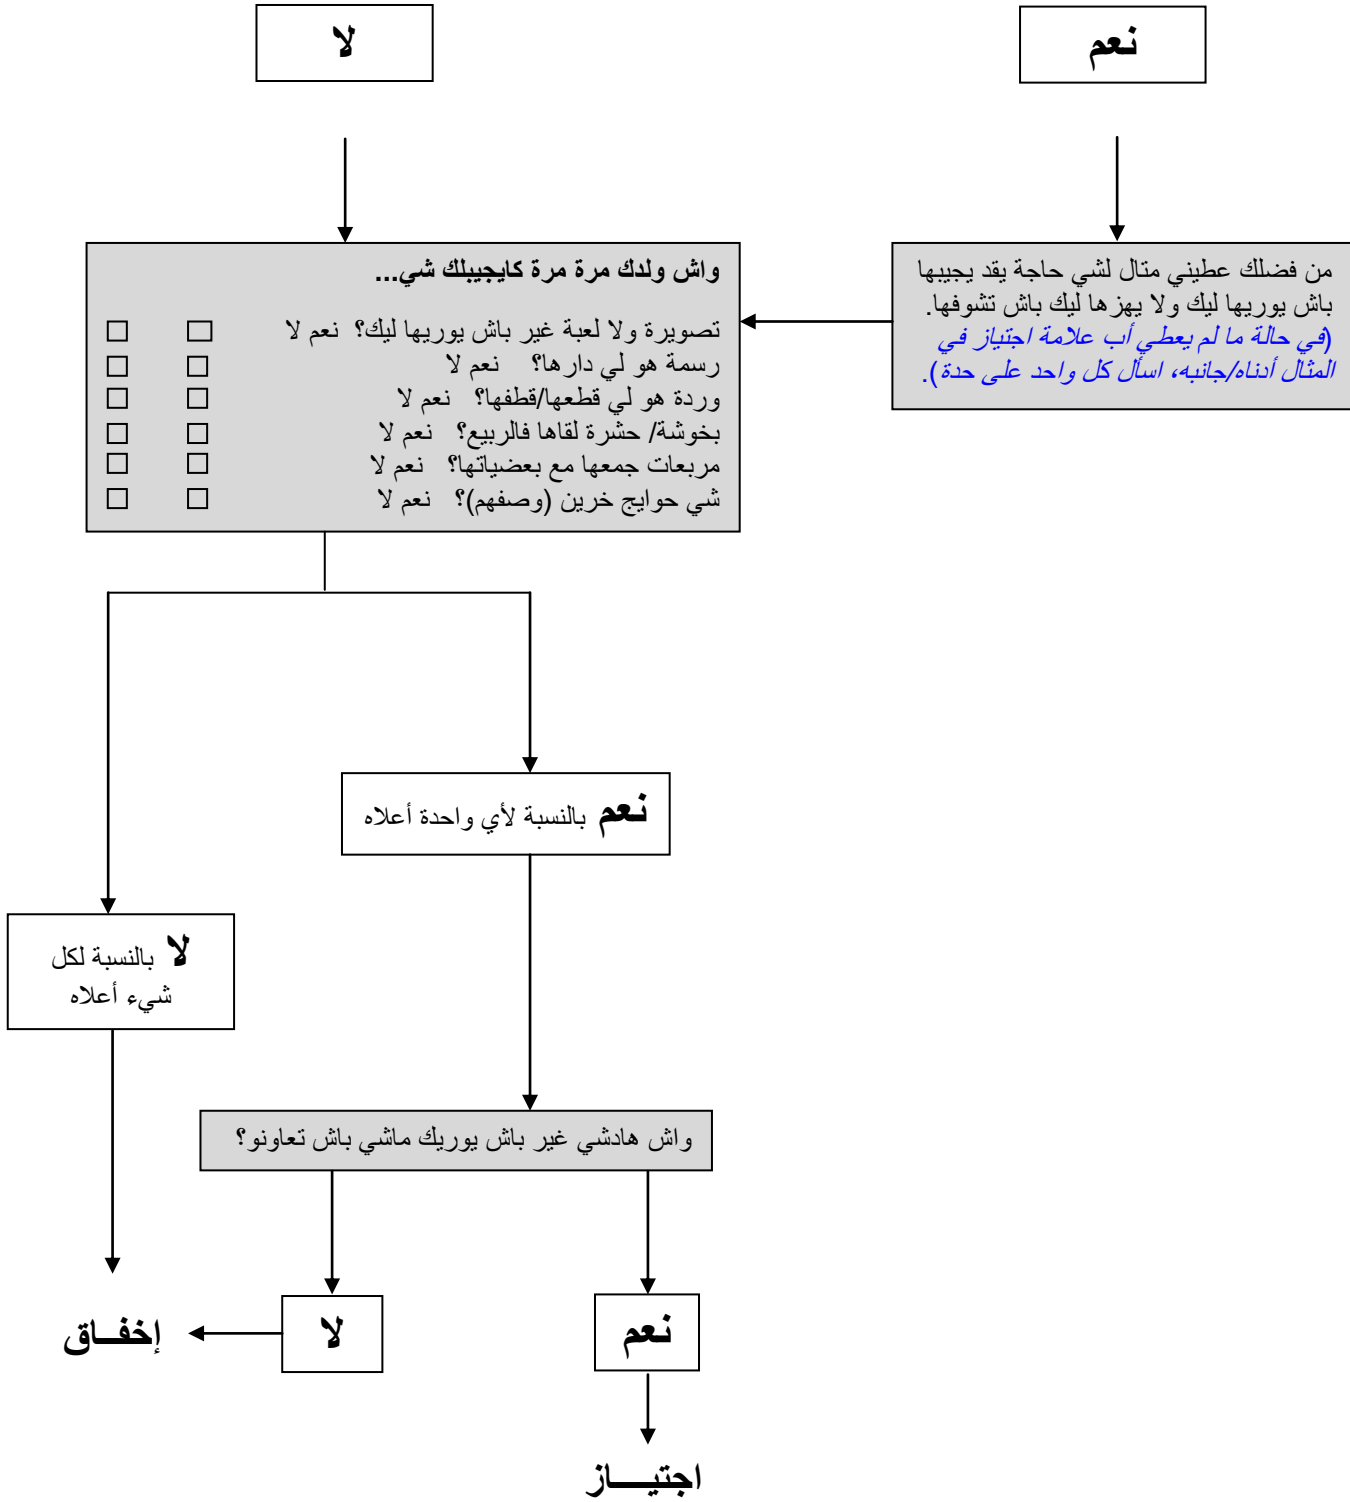 نعم
لا
من فضلك عطيني متال لشي حاجة يقد يجيبها
باش يوريها ليك ولا يهزها ليك باش تشوفها.
(في حالة ما لم يعطي أب علامة اجتياز في
المثال أدناه/جانبه، اسأل كل واحد على حدة).
واش ولدك مرة مرة كايجيبلك شي...
تصويرة ولا لعبة غير باش يوريها ليك؟ نعم لا □ □
رسمة هو لي دارها؟ نعم لا □ □
وردة هو لي قطعها/قطفها؟ نعم لا □ □
بخوشة/ حشرة لقاها فالربيع؟ نعم لا □ □
مربعات جمعها مع بعضياتها؟ نعم لا □ □
شي حوايج خرين (وصفهم)؟ نعم لا □ □
نعم بالنسبة لأي واحدة أعلاه
لا بالنسبة لكل
شيء أعلاه
واش هادشي غير باش يوريك ماشي باش تعاونو؟
نعم
لا
إخفــاق
اجتيــــاز